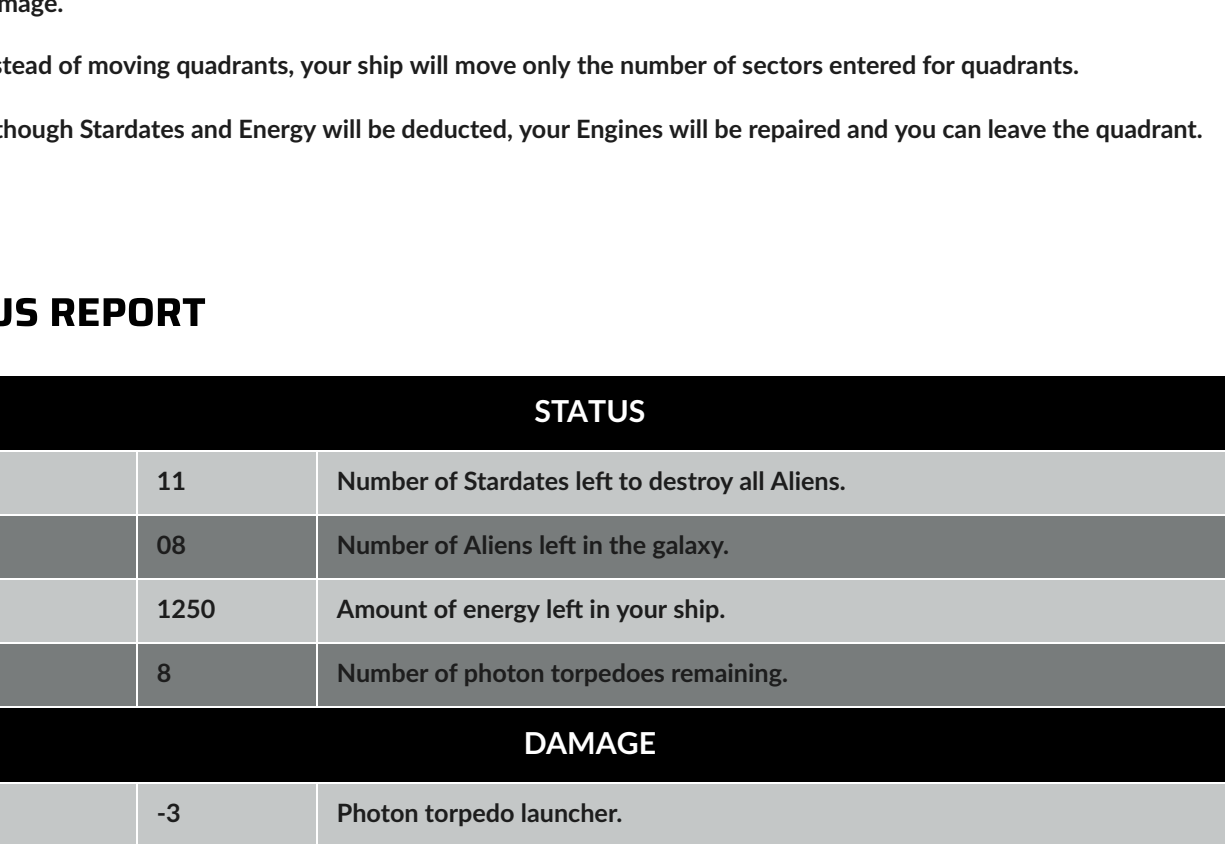 mage.
stead of moving quadrants, your ship will move only the number of sectors entered for quadrants.
though Stardates and Energy will be deducted, your Engines will be repaired and you can leave the quadrant.
US REPORT
STATUS
11 Number of Stardates left to destroy all Aliens.
08 Number of Aliens left in the galaxy.
1250 Amount of energy left in your ship.
8 Number of photon torpedoes remaining.
DAMAGE
-3 Photon torpedo launcher.